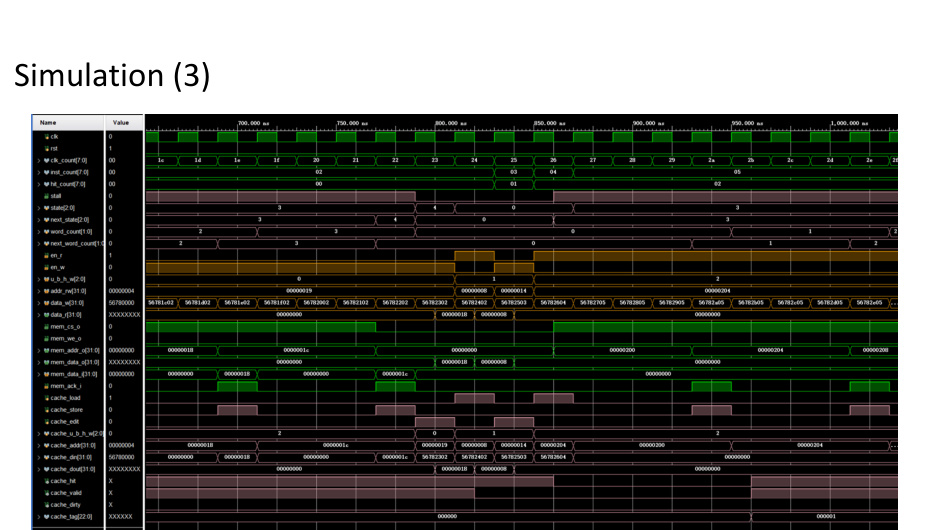 Simulation (3)
Name Value 700.000 ns 750.000 ns 800.000 ns 850.000 ns 900.000 ns 950.000 ns 1,000.000 ns
clk 0
rst 1
clk_count[7:0] 00 1c 1d 1e 1f 20 21 22 23 24 25 26 27 28 29 2a 2b 2c 2d 2e 2f
inst_count[7:0] 00 02 03 04 05
hit_count[7:0] 00 00 01 02
stall 0
state[2:0] 0 3 4 0 3
next_state[2:0] 0 3 4 0 3
word_count[1:0] 0 2 3 0 1 2
next_word_count[1:0 0 2 3 0 1 2
en_r 1
en_w 0
u_b_h_w[2:0] 0 0 1 2
addr_rw[31:0] 00000004 00000019 00000008 00000014 00000204
data_w[31:0] 56780000 56781c02 56781d02 56781e02 56781f02 56782002 56782102 56782202 56782302 56782402 56782503 56782604 56782705 56782805 56782905 56782a05 56782b05 56782c05 56782d05 56782e05 ...
data_r[31:0] XXXXXXXX 00000000 00000018 00000008 00000000
mem_cs_o 0
mem_we_o 0
mem_addr_o[31:0] 00000000 00000018 0000001c 00000000 00000200 00000204 00000208
mem_data_o[31:0] XXXXXXXX 00000000 00000018 00000008 00000000
mem_data_i[31:0] 00000000 00000000 00000018 00000000 0000001c 00000000
mem_ack_i 0
cache_load 1
cache_store 0
cache_edit 0
cache_u_b_h_w[2:0 0 2 0 1 2
cache_addr[31:0] 00000004 00000018 0000001c 00000019 00000008 00000014 00000204 00000200 00000204 ...
cache_din[31:0] 56780000 00000000 00000018 00000000 0000001c 56782302 56782402 56782503 56782604 00000000
cache_dout[31:0] XXXXXXXX 00000000 00000018 00000008 00000000
cache_hit X
cache_valid X
cache_dirty X
cache_tag[22:0] XXXXXX 000000 000001